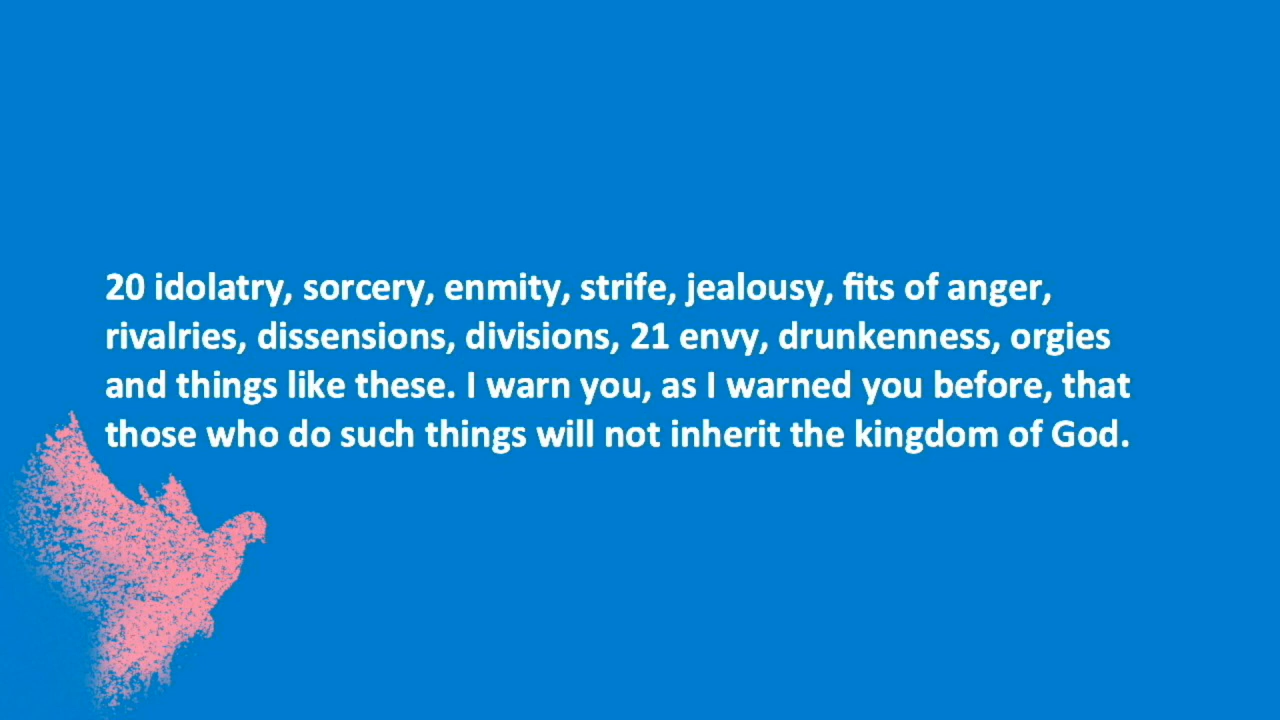 20 idolatry, sorcery, enmity, strife, jealousy, fits of anger,
rivalries, dissensions, divisions, 21 envy, drunkenness, orgies
and things like these. I warn you, as I warned you before, that
those who do such things will not inherit the kingdom of God.